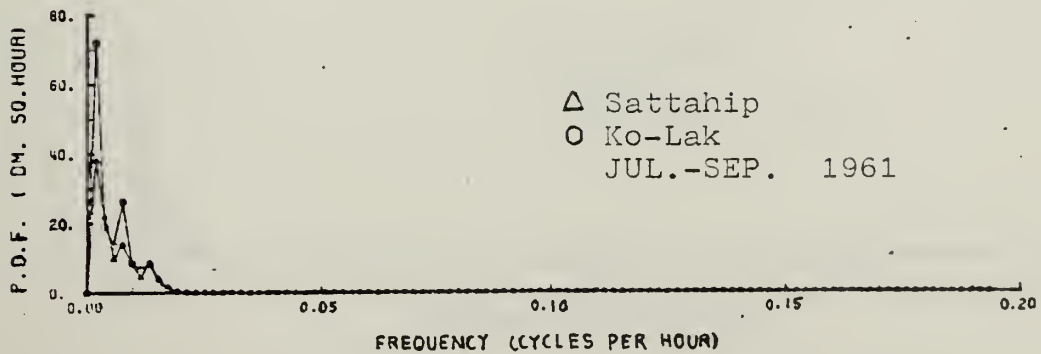 80.
60.
40.
20.
0.
P.D.F. ( DM. SQ.HOUR)
Δ Sattahip
O Ko-Lak
JUL.-SEP. 1961
0.00 0.05 0.10 0.15 0.20
FREQUENCY (CYCLES PER HOUR)